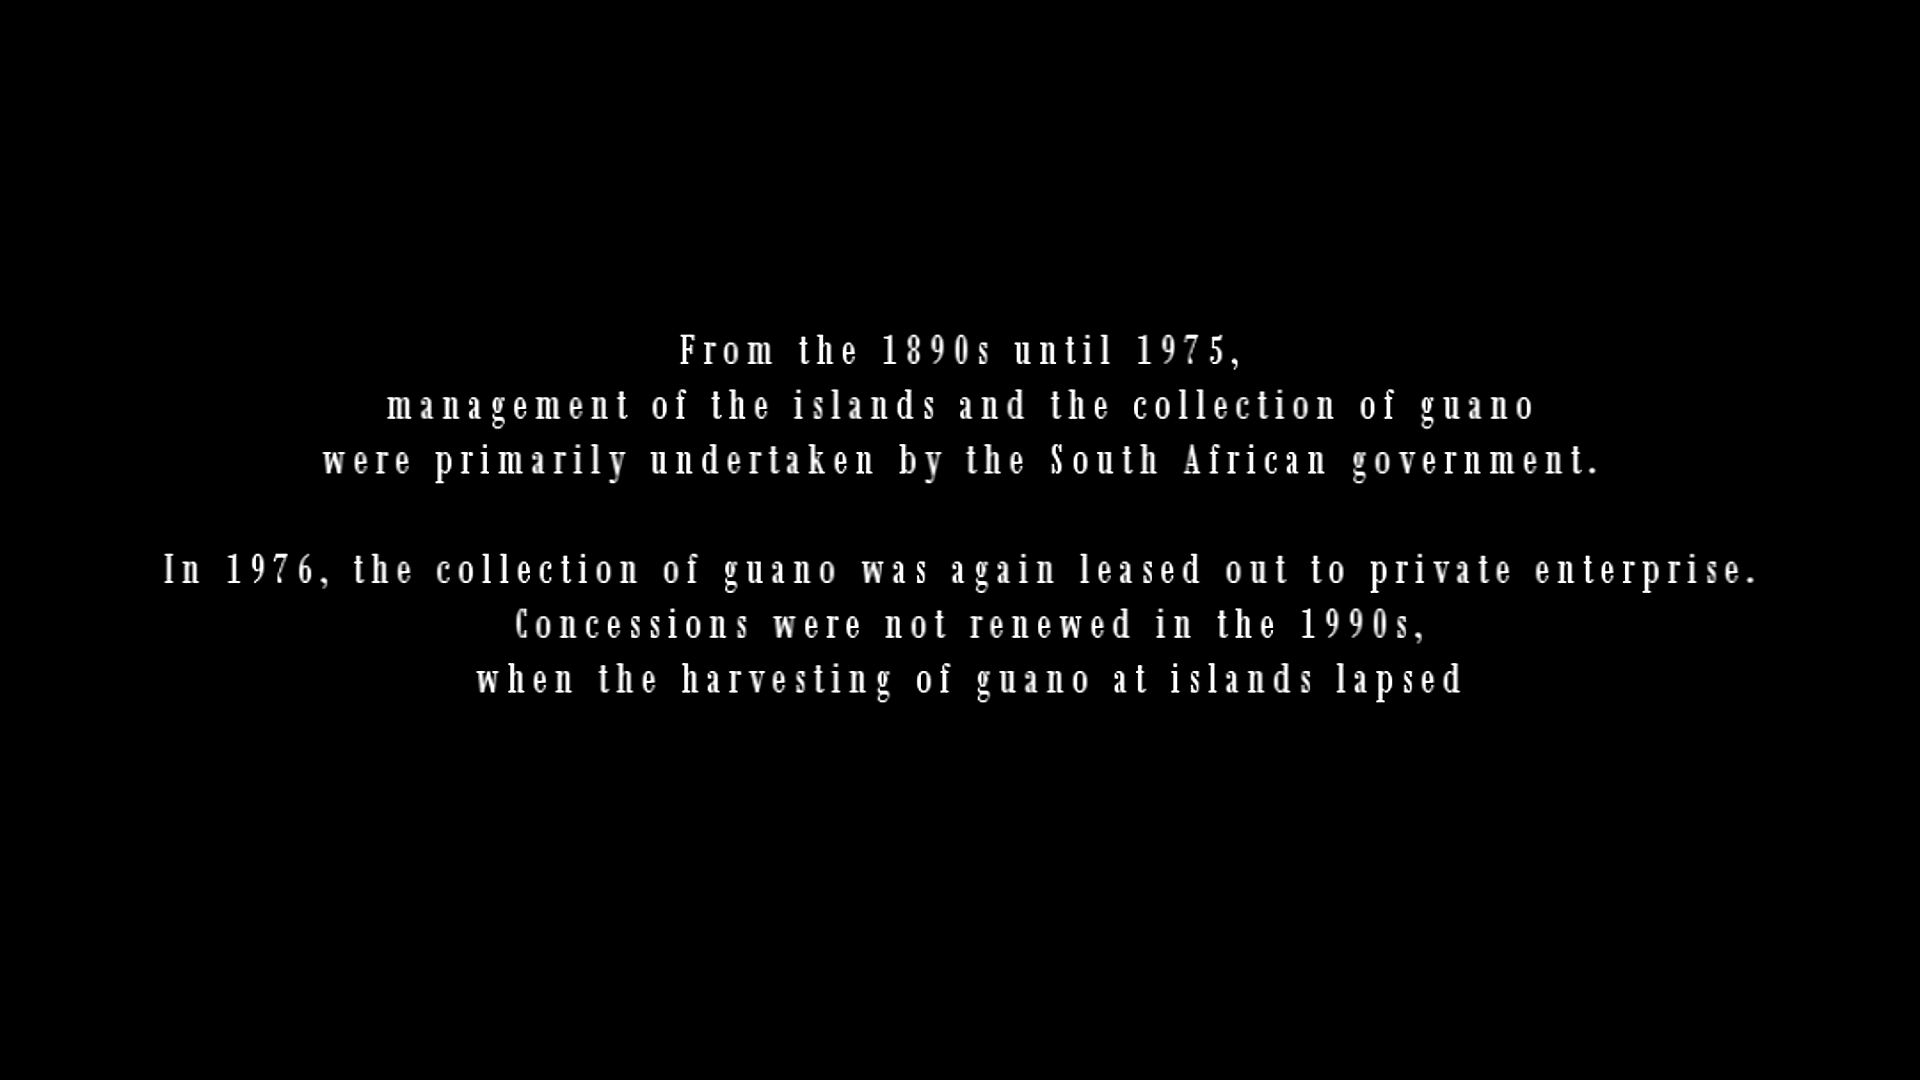 From the 1890s until 1975,
management of the islands and the collection of guano
were primarily undertaken by the South African government.
In 1976, the collection of guano was again leased out to private enterprise.
Concessions were not renewed in the 1990s,
when the harvesting of guano at islands lapsed